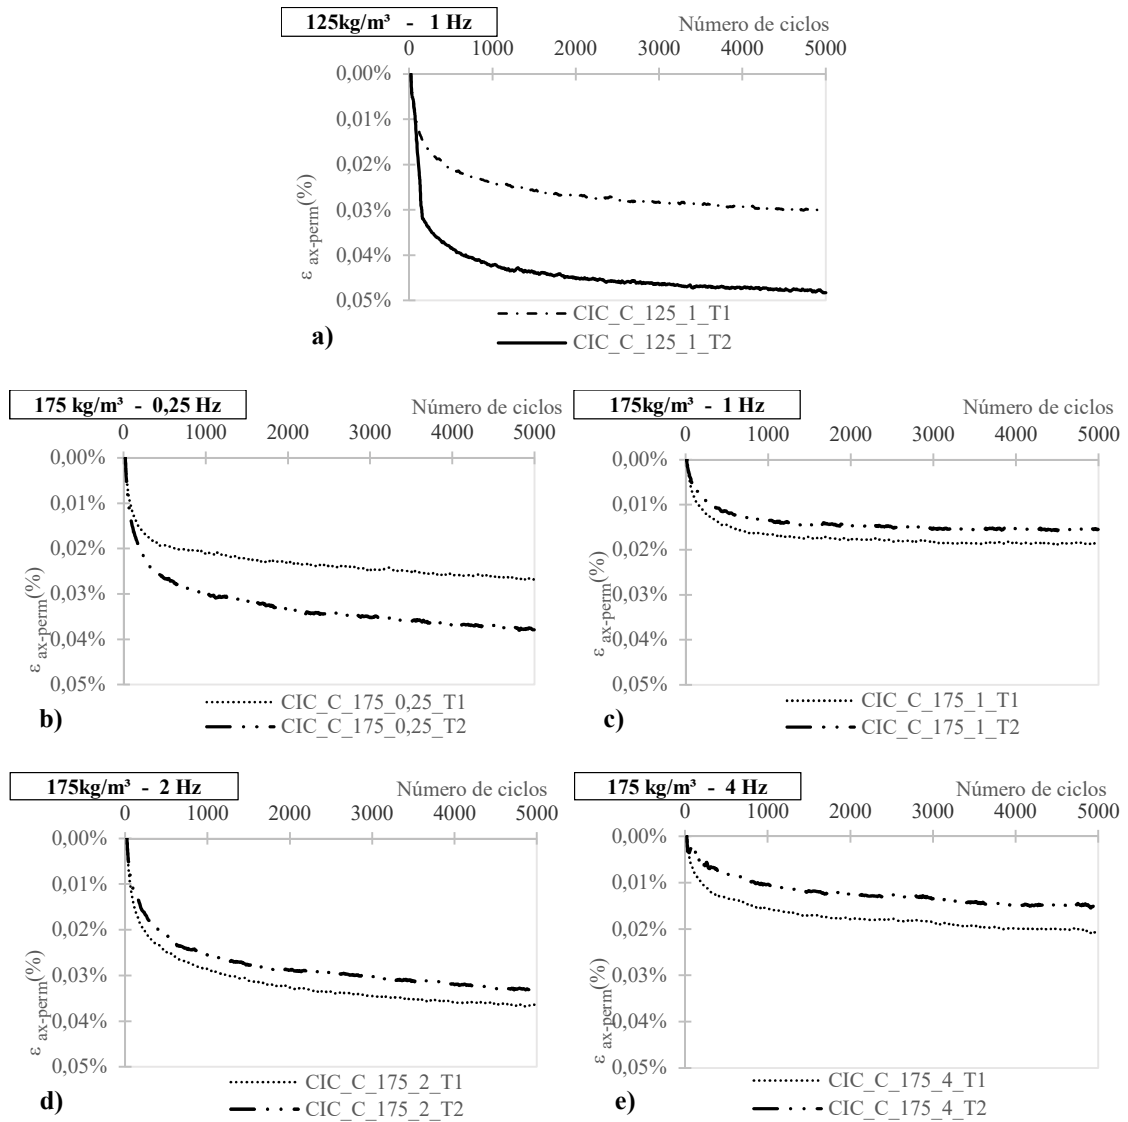 125kg/m³ - 1 Hz
Número de ciclos
0 1000 2000 3000 4000 5000
0,00%
0,01%
0,02%
0,03%
0,04%
0,05%
ε ax-perm(%)
CIC_C_125_1_T1
CIC_C_125_1_T2
a)
175 kg/m³ - 0,25 Hz
Número de ciclos
0 1000 2000 3000 4000 5000
0,00%
0,01%
0,02%
0,03%
0,04%
0,05%
ε ax-perm(%)
CIC_C_175_0,25_T1
CIC_C_175_0,25_T2
b)
175kg/m³ - 1 Hz
Número de ciclos
0 1000 2000 3000 4000 5000
0,00%
0,01%
0,02%
0,03%
0,04%
0,05%
ε ax-perm(%)
CIC_C_175_1_T1
CIC_C_175_1_T2
c)
175kg/m³ - 2 Hz
Número de ciclos
0 1000 2000 3000 4000 5000
0,00%
0,01%
0,02%
0,03%
0,04%
0,05%
ε ax-perm(%)
CIC_C_175_2_T1
CIC_C_175_2_T2
d)
175 kg/m³ - 4 Hz
Número de ciclos
0 1000 2000 3000 4000 5000
0,00%
0,01%
0,02%
0,03%
0,04%
0,05%
ε ax-perm(%)
CIC_C_175_4_T1
CIC_C_175_4_T2
e)